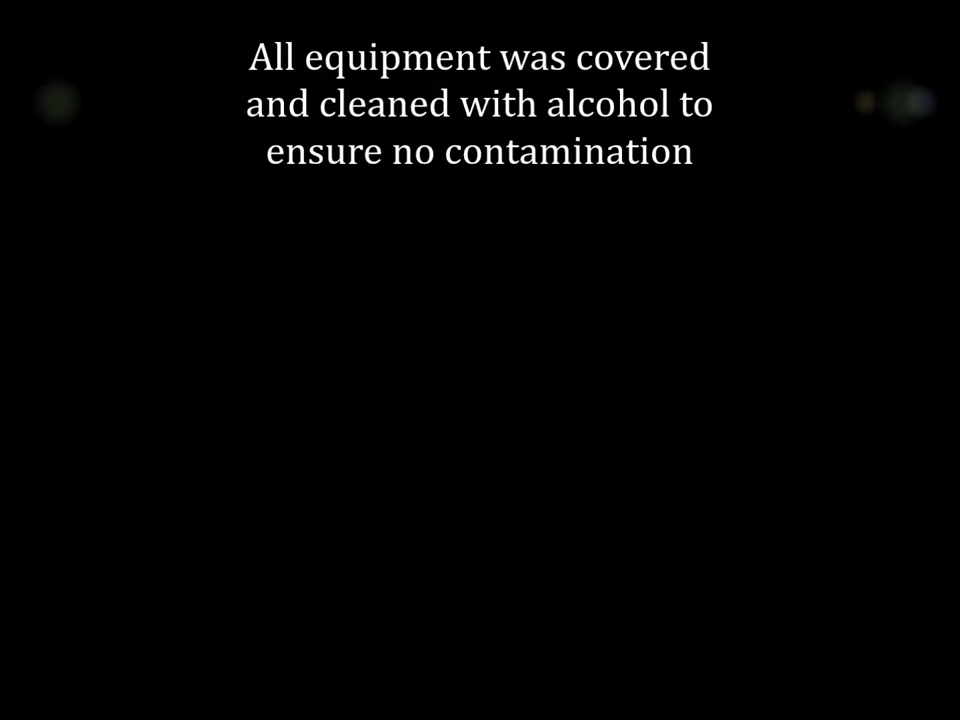 All equipment was covered
and cleaned with alcohol to
ensure no contamination